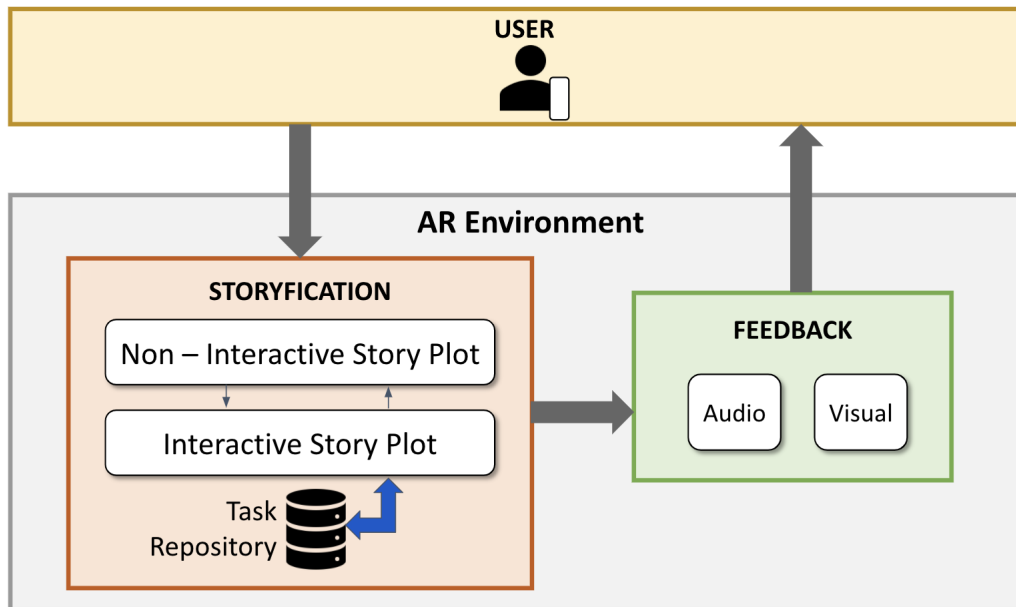 USER
AR Environment
STORYFICATION
Non – Interactive Story Plot
Interactive Story Plot
Task
Repository
FEEDBACK
Audio
Visual